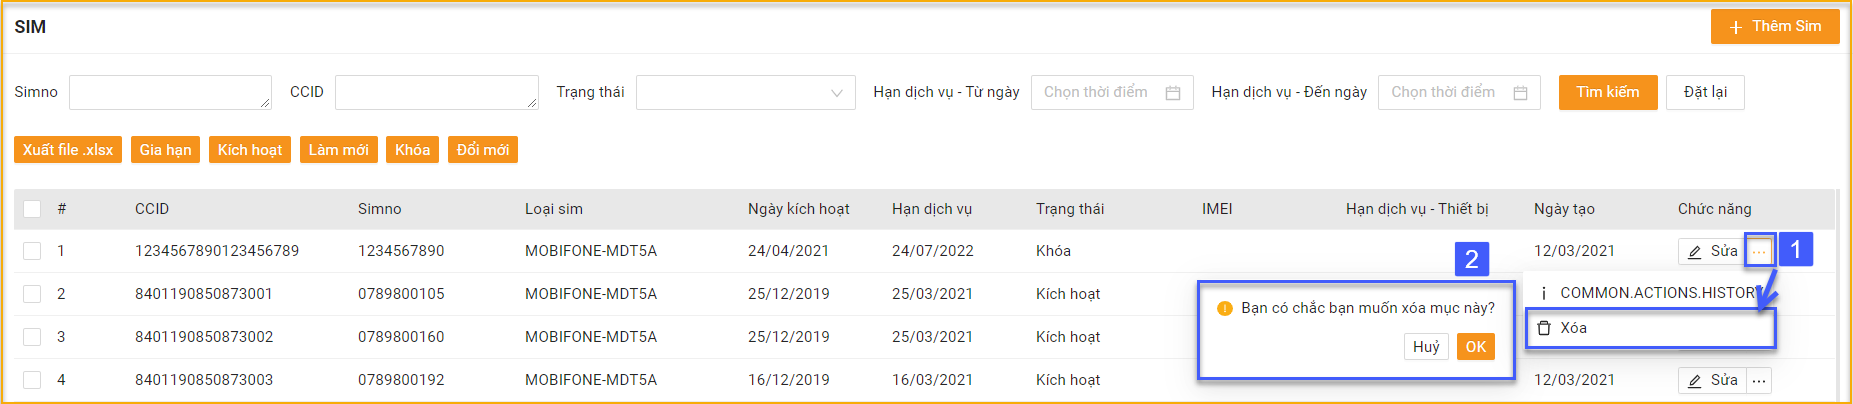 SIM
Thêm Sim
Simno CCID Trạng thái Hạn dịch vụ - Từ ngày Chọn thời điểm Hạn dịch vụ - Đến ngày Chọn thời điểm Tìm kiếm Đặt lại
Xuất file .xlsx Gia hạn Kích hoạt Làm mới Khóa Đổi mới
# CCID Simno Loại sim Ngày kích hoạt Hạn dịch vụ Trạng thái IMEI Hạn dịch vụ - Thiết bị Ngày tạo Chức năng
1 1234567890123456789 1234567890 MOBIFONE-MDT5A 24/04/2021 24/07/2022 Khóa 12/03/2021 Sửa ... 1
2
2 8401190850873001 0789800105 MOBIFONE-MDT5A 25/12/2019 25/03/2021 Kích hoạt COMMON.ACTIONS.HISTORY
Bạn có chắc bạn muốn xóa mục này?
Xóa
3 8401190850873002 0789800160 MOBIFONE-MDT5A 25/12/2019 25/03/2021 Kích hoạt
Huỷ OK
4 8401190850873003 0789800192 MOBIFONE-MDT5A 16/12/2019 16/03/2021 Kích hoạt 12/03/2021 Sửa ...